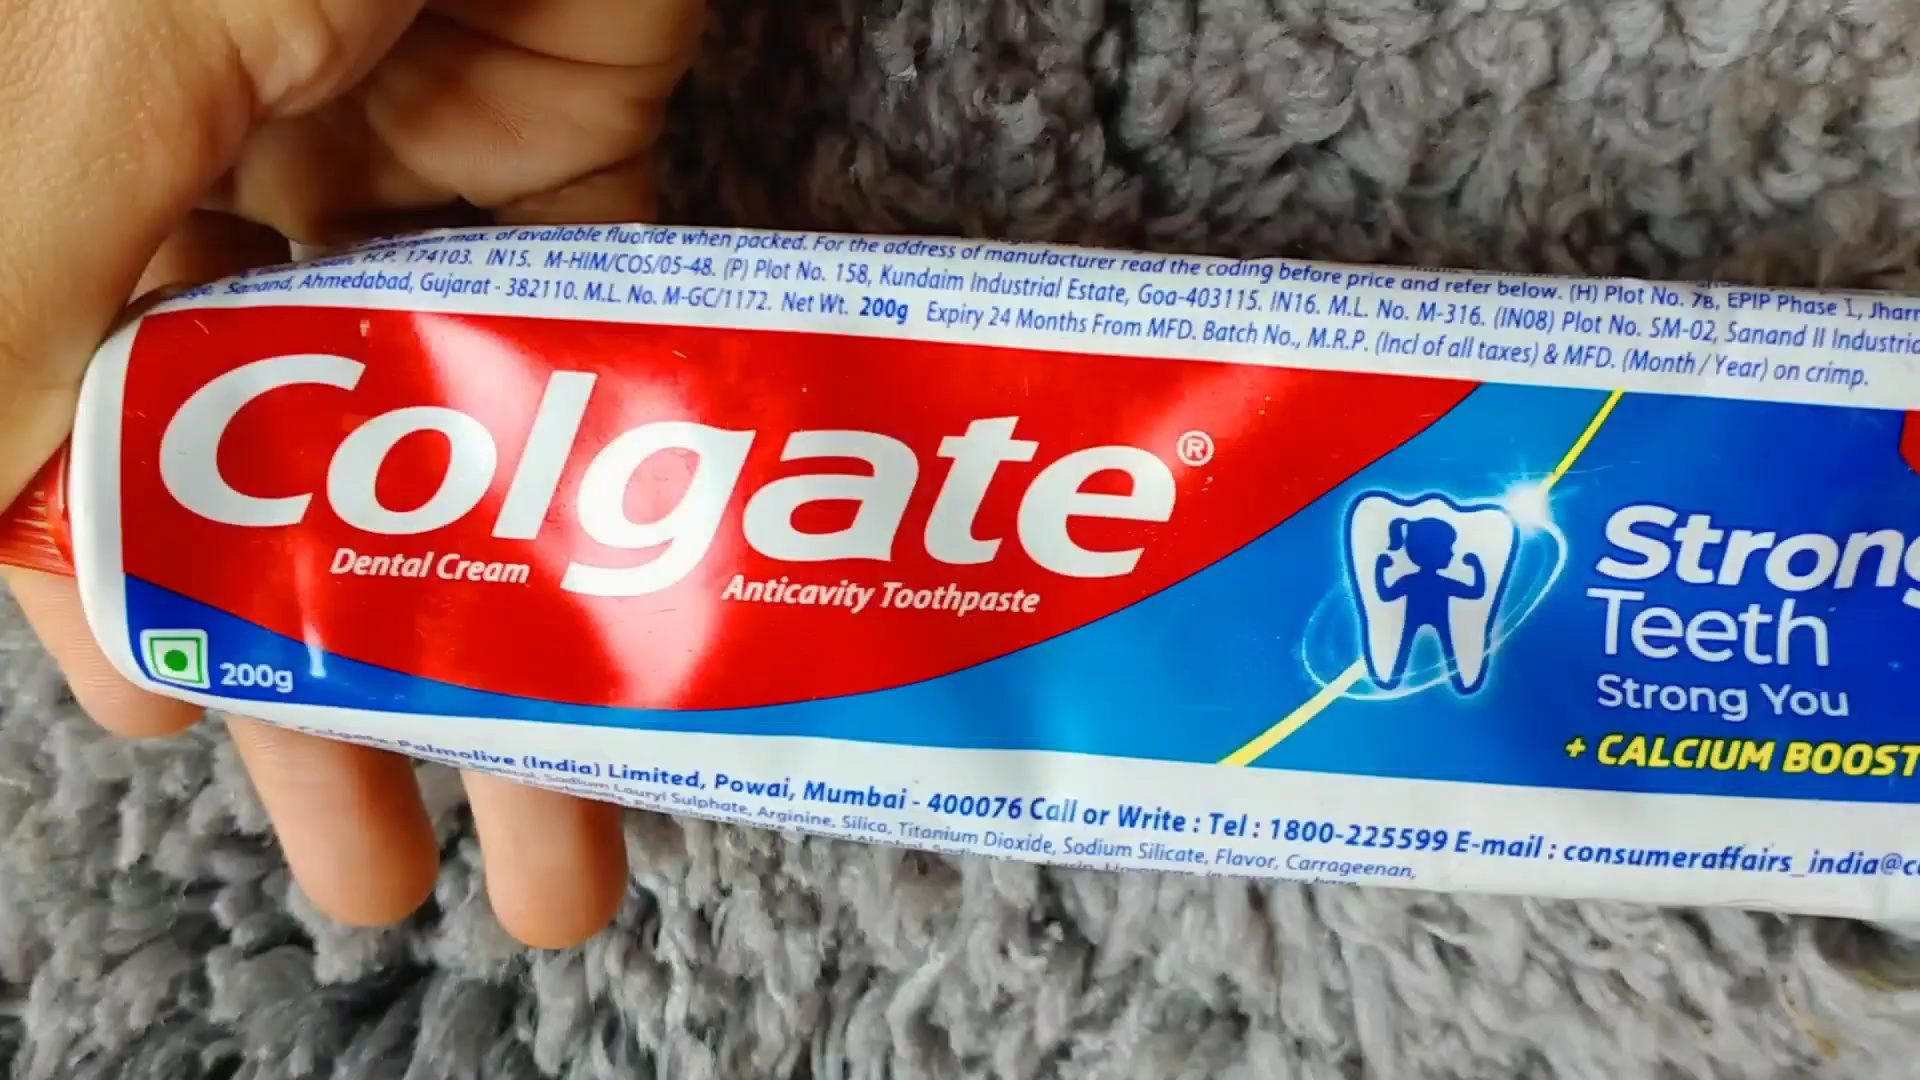 max. of available fluoride when packed. For the address of manufacturer read the coding before price and refer below. (H) Plot No. 7B, EPIP Phase 1, Jharm
H.P. 174103. IN15. M-HIM/COS/05-48. (P) Plot No. 158, Kundaim Industrial Estate, Goa-403115. IN16. M.L. No. M-316. (IN08) Plot No. SM-02, Sanand II Industria
Sanand, Ahmedabad, Gujarat - 382110. M.L. No. M-GC/1172. Net Wt. 200g Expiry 24 Months From MFD. Batch No., M.R.P. (Incl of all taxes) & MFD. (Month / Year) on crimp.
Colgate®
Dental Cream
Anticavity Toothpaste
200g
Strong
Teeth
Strong You
+ CALCIUM BOOST
Colgate-Palmolive (India) Limited, Powai, Mumbai - 400076 Call or Write : Tel : 1800-225599 E-mail : consumeraffairs_india@c
Sodium Lauryl Sulphate, Arginine, Silica, Titanium Dioxide, Sodium Silicate, Flavor, Carrageenan,